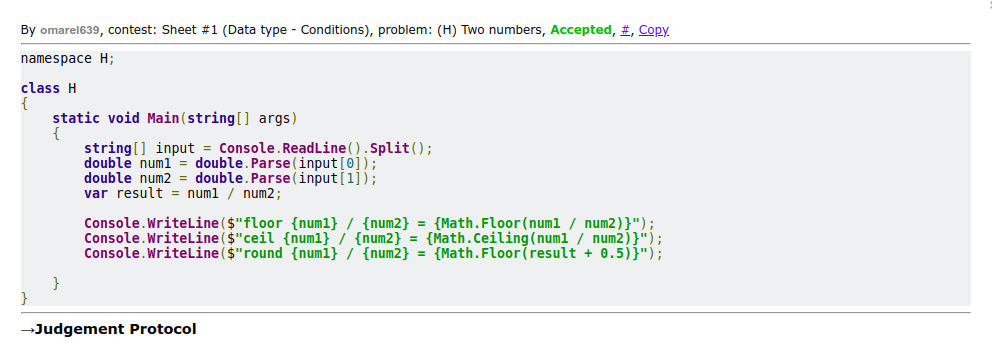 By omarel639, contest: Sheet #1 (Data type - Conditions), problem: (H) Two numbers, Accepted, #, Copy
namespace H;
class H
{
    static void Main(string[] args)
    {
        string[] input = Console.ReadLine().Split();
        double num1 = double.Parse(input[0]);
        double num2 = double.Parse(input[1]);
        var result = num1 / num2;
        Console.WriteLine($"floor {num1} / {num2} = {Math.Floor(num1 / num2)}");
        Console.WriteLine($"ceil {num1} / {num2} = {Math.Ceiling(num1 / num2)}");
        Console.WriteLine($"round {num1} / {num2} = {Math.Floor(result + 0.5)}");
    }
}
→Judgement Protocol